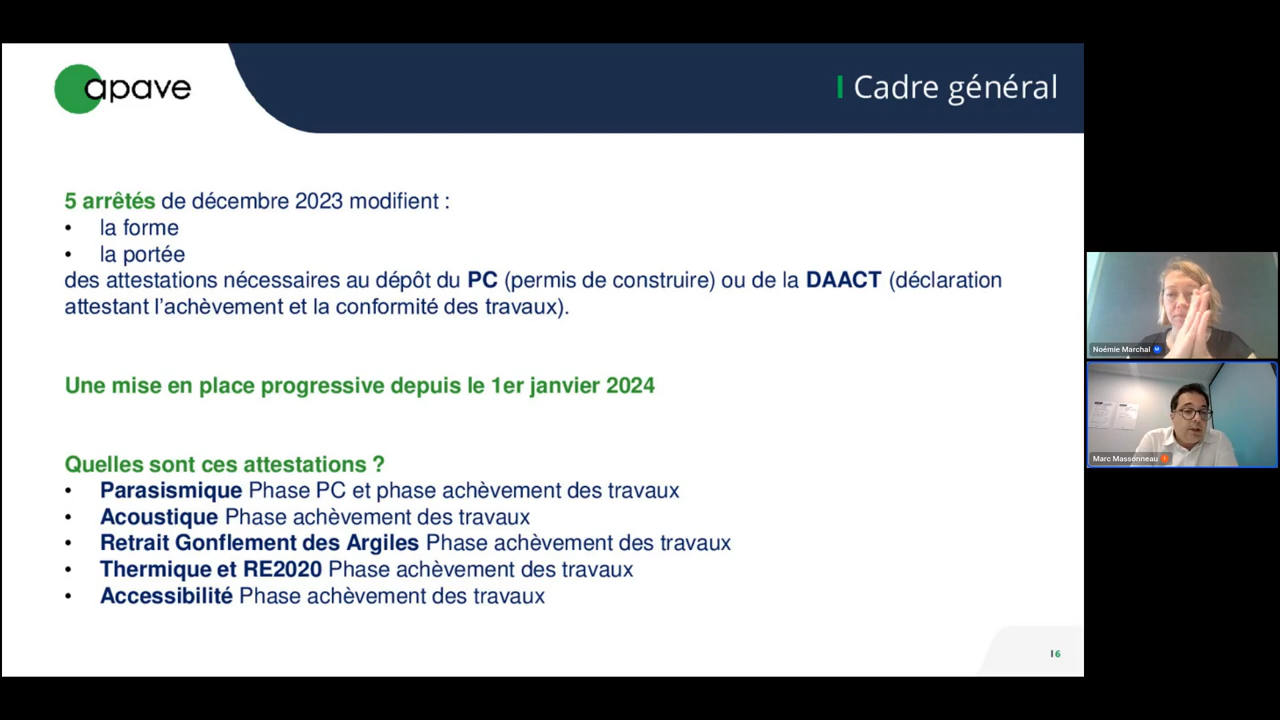 apave
Cadre général
5 arrêtés de décembre 2023 modifient :
• la forme
• la portée
des attestations nécessaires au dépôt du PC (permis de construire) ou de la DAACT (déclaration
attestant l’achèvement et la conformité des travaux).
Une mise en place progressive depuis le 1er janvier 2024
Quelles sont ces attestations ?
• Parasismique Phase PC et phase achèvement des travaux
• Acoustique Phase achèvement des travaux
• Retrait Gonflement des Argiles Phase achèvement des travaux
• Thermique et RE2020 Phase achèvement des travaux
• Accessibilité Phase achèvement des travaux
6
Noémie Marchal
Marc Massonneau